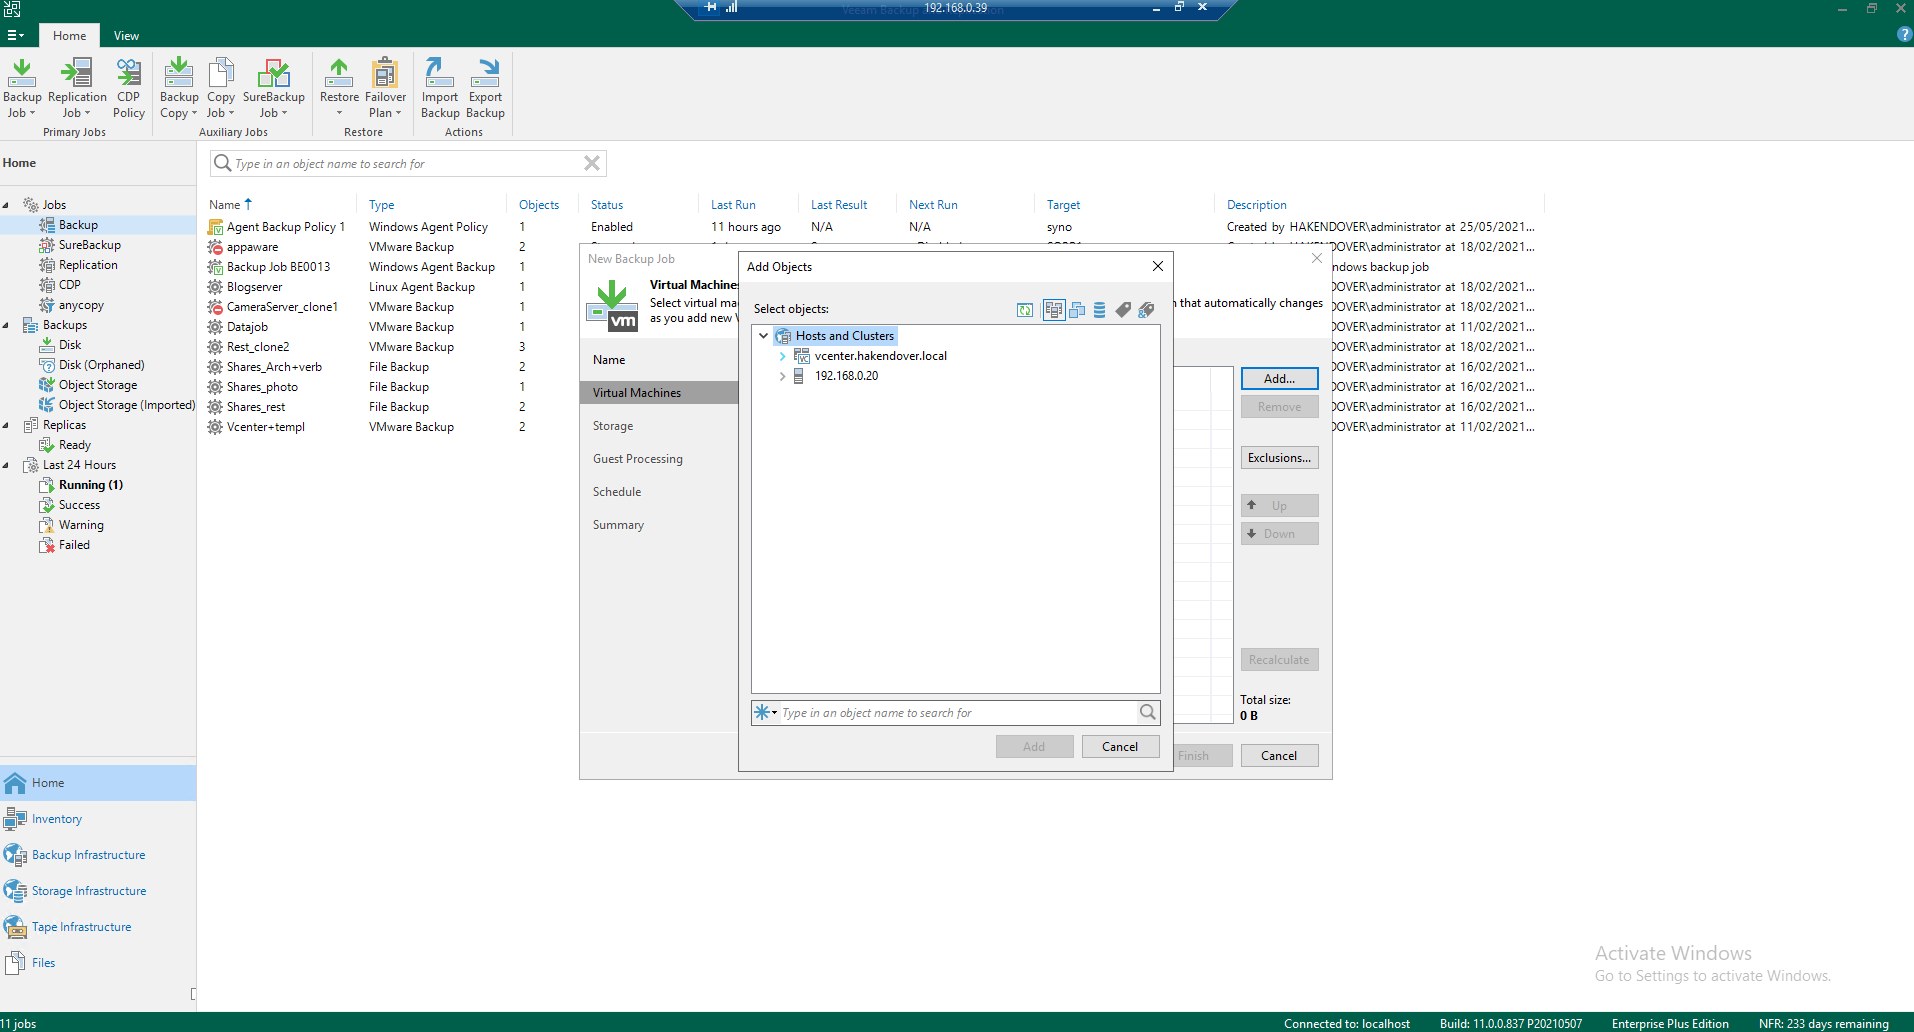 192.168.0.39
Home
View
Backup Job
Replication Job
CDP Policy
Backup Copy
Copy Job
SureBackup Job
Restore
Failover Plan
Import Backup
Export Backup
Primary Jobs
Auxiliary Jobs
Restore
Actions
Home
Jobs
Backup
SureBackup
Replication
CDP
anycopy
Backups
Disk
Disk (Orphaned)
Object Storage
Object Storage (Imported)
Replicas
Ready
Last 24 Hours
Running (1)
Success
Warning
Failed
Home
Inventory
Backup Infrastructure
Storage Infrastructure
Tape Infrastructure
Files
Type in an object name to search for
Name Type Objects Status Last Run Last Result Next Run Target Description
Agent Backup Policy 1 Windows Agent Policy 1 Enabled 11 hours ago N/A N/A syno Created by HAKENDOVER\administrator at 25/05/2021...
appaware VMware Backup 2 DOVER\administrator at 18/02/2021...
Backup Job BE0013 Windows Agent Backup 1 ndows backup job
Blogserver Linux Agent Backup 1 DOVER\administrator at 18/02/2021...
CameraServer_clone1 VMware Backup 1 DOVER\administrator at 18/02/2021...
Datajob VMware Backup 1 DOVER\administrator at 11/02/2021...
Rest_clone2 VMware Backup 3 DOVER\administrator at 18/02/2021...
Shares_Arch+verb File Backup 2 DOVER\administrator at 16/02/2021...
Shares_photo File Backup 1 DOVER\administrator at 16/02/2021...
Shares_rest File Backup 2 DOVER\administrator at 16/02/2021...
Vcenter+templ VMware Backup 2 DOVER\administrator at 11/02/2021...
New Backup Job
Virtual Machines
Select virtual ma
as you add new
n that automatically changes
vm
Name
Virtual Machines
Storage
Guest Processing
Schedule
Summary
Add...
Remove
Exclusions...
Up
Down
Recalculate
Total size:
0 B
Finish
Cancel
Add Objects
Select objects:
Hosts and Clusters
vcenter.hakendover.local
192.168.0.20
Type in an object name to search for
Add
Cancel
Activate Windows
Go to Settings to activate Windows.
11 jobs
Connected to: localhost Build: 11.0.0.837 P20210507 Enterprise Plus Edition NFR: 233 days remaining